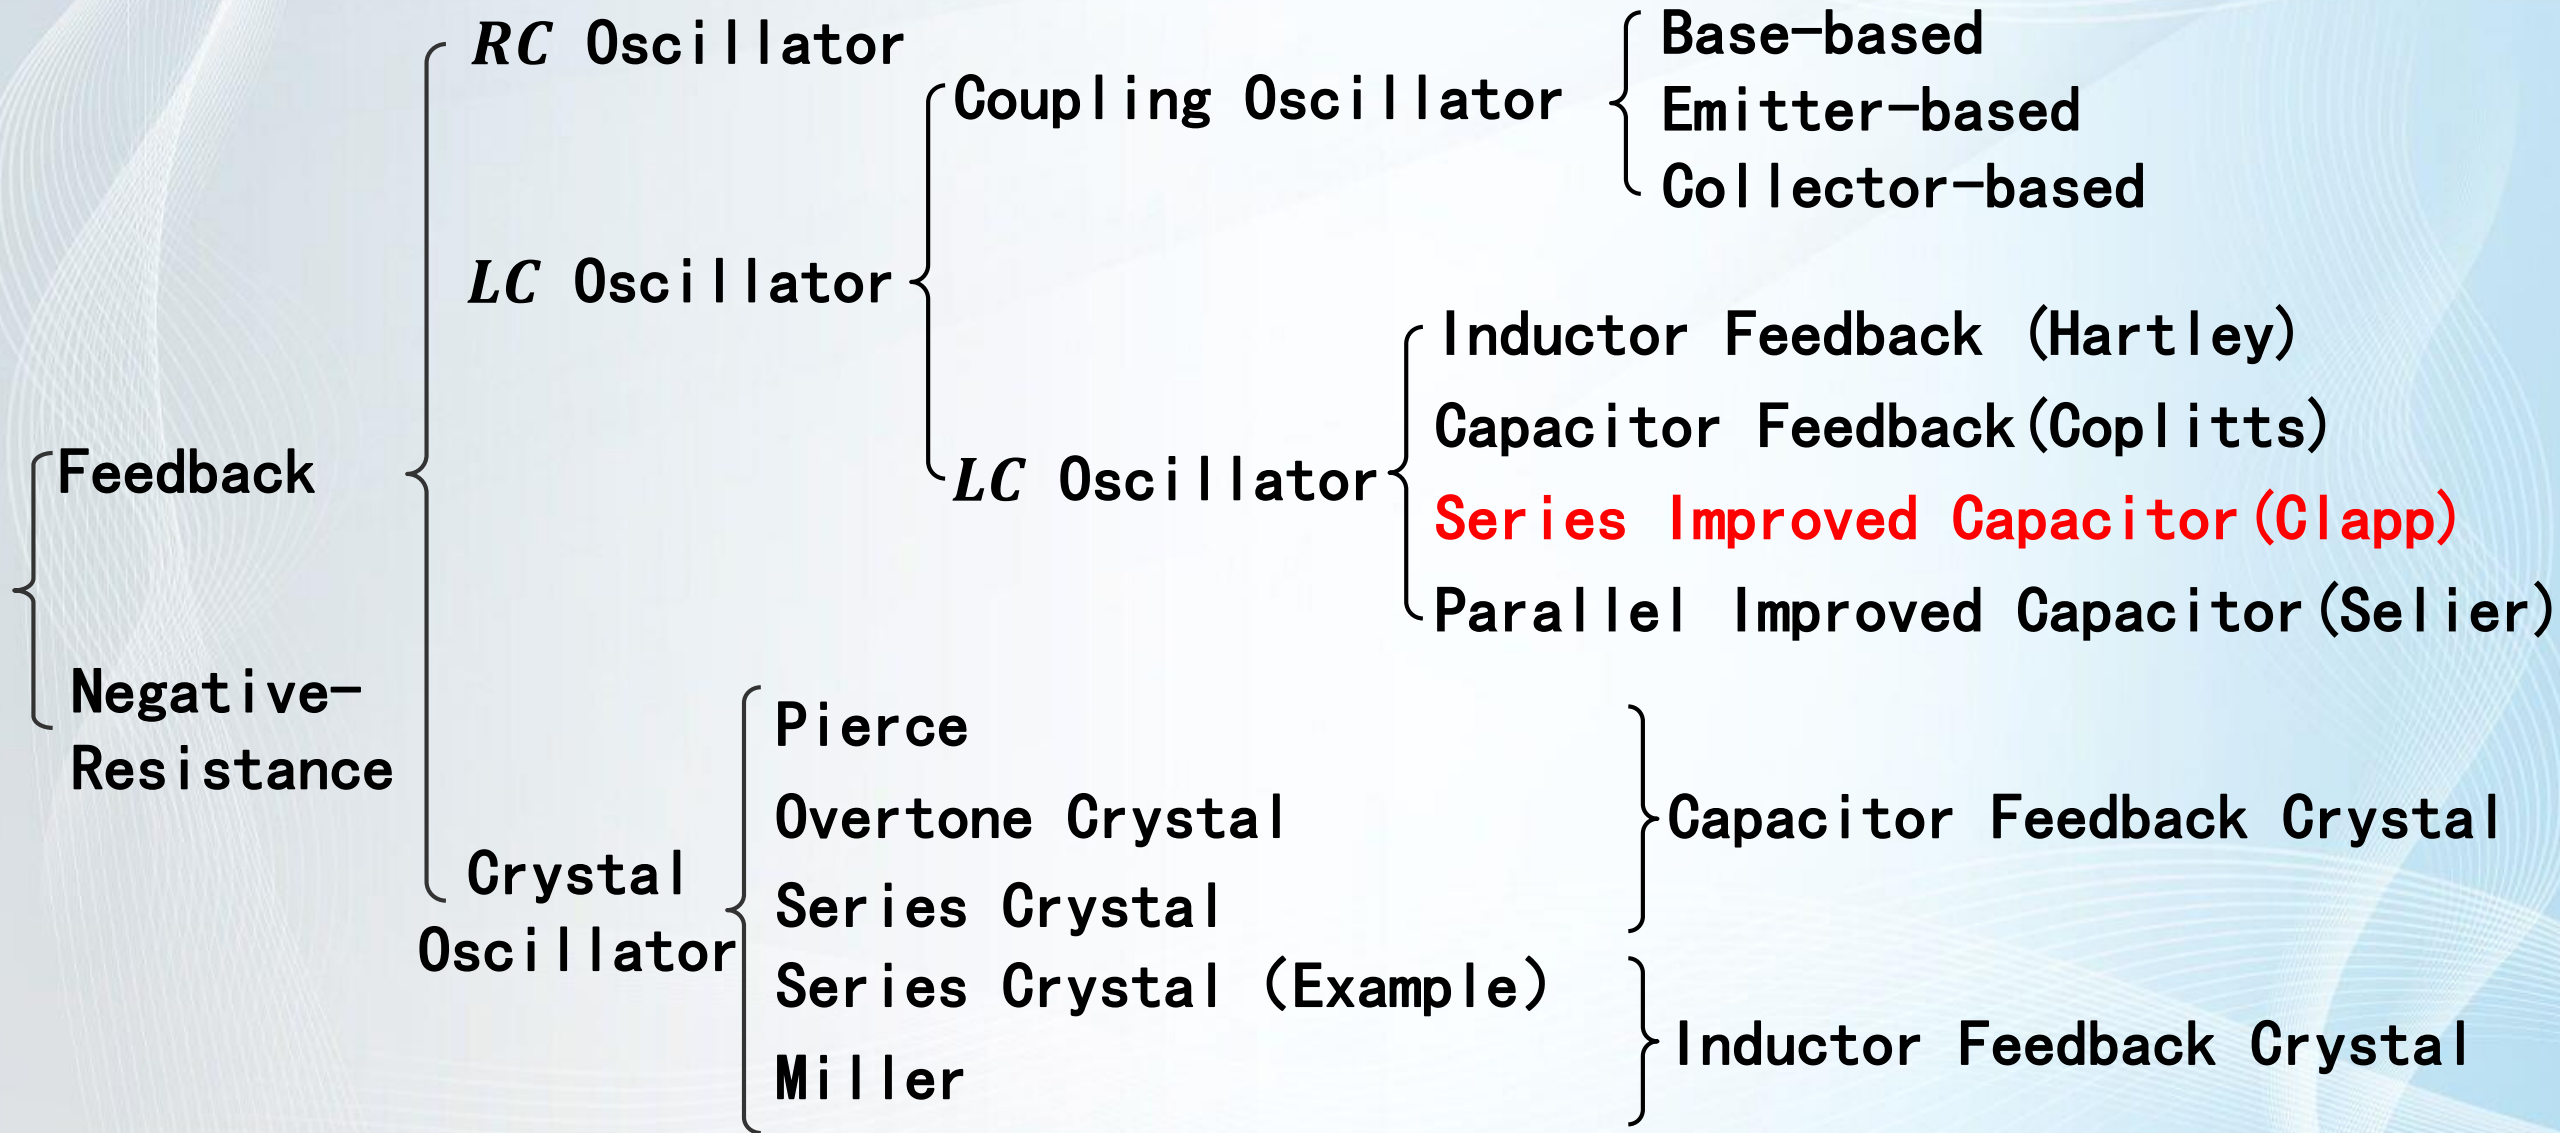 RC Oscillator
Coupling Oscillator
Base-based
Emitter-based
Collector-based
LC Oscillator
LC Oscillator
Inductor Feedback (Hartley)
Capacitor Feedback(Coplitts)
Series Improved Capacitor(Clapp)
Parallel Improved Capacitor(Selier)
Feedback
Negative-
Resistance
Crystal
Oscillator
Pierce
Overtone Crystal
Series Crystal
Series Crystal (Example)
Miller
Capacitor Feedback Crystal
Inductor Feedback Crystal